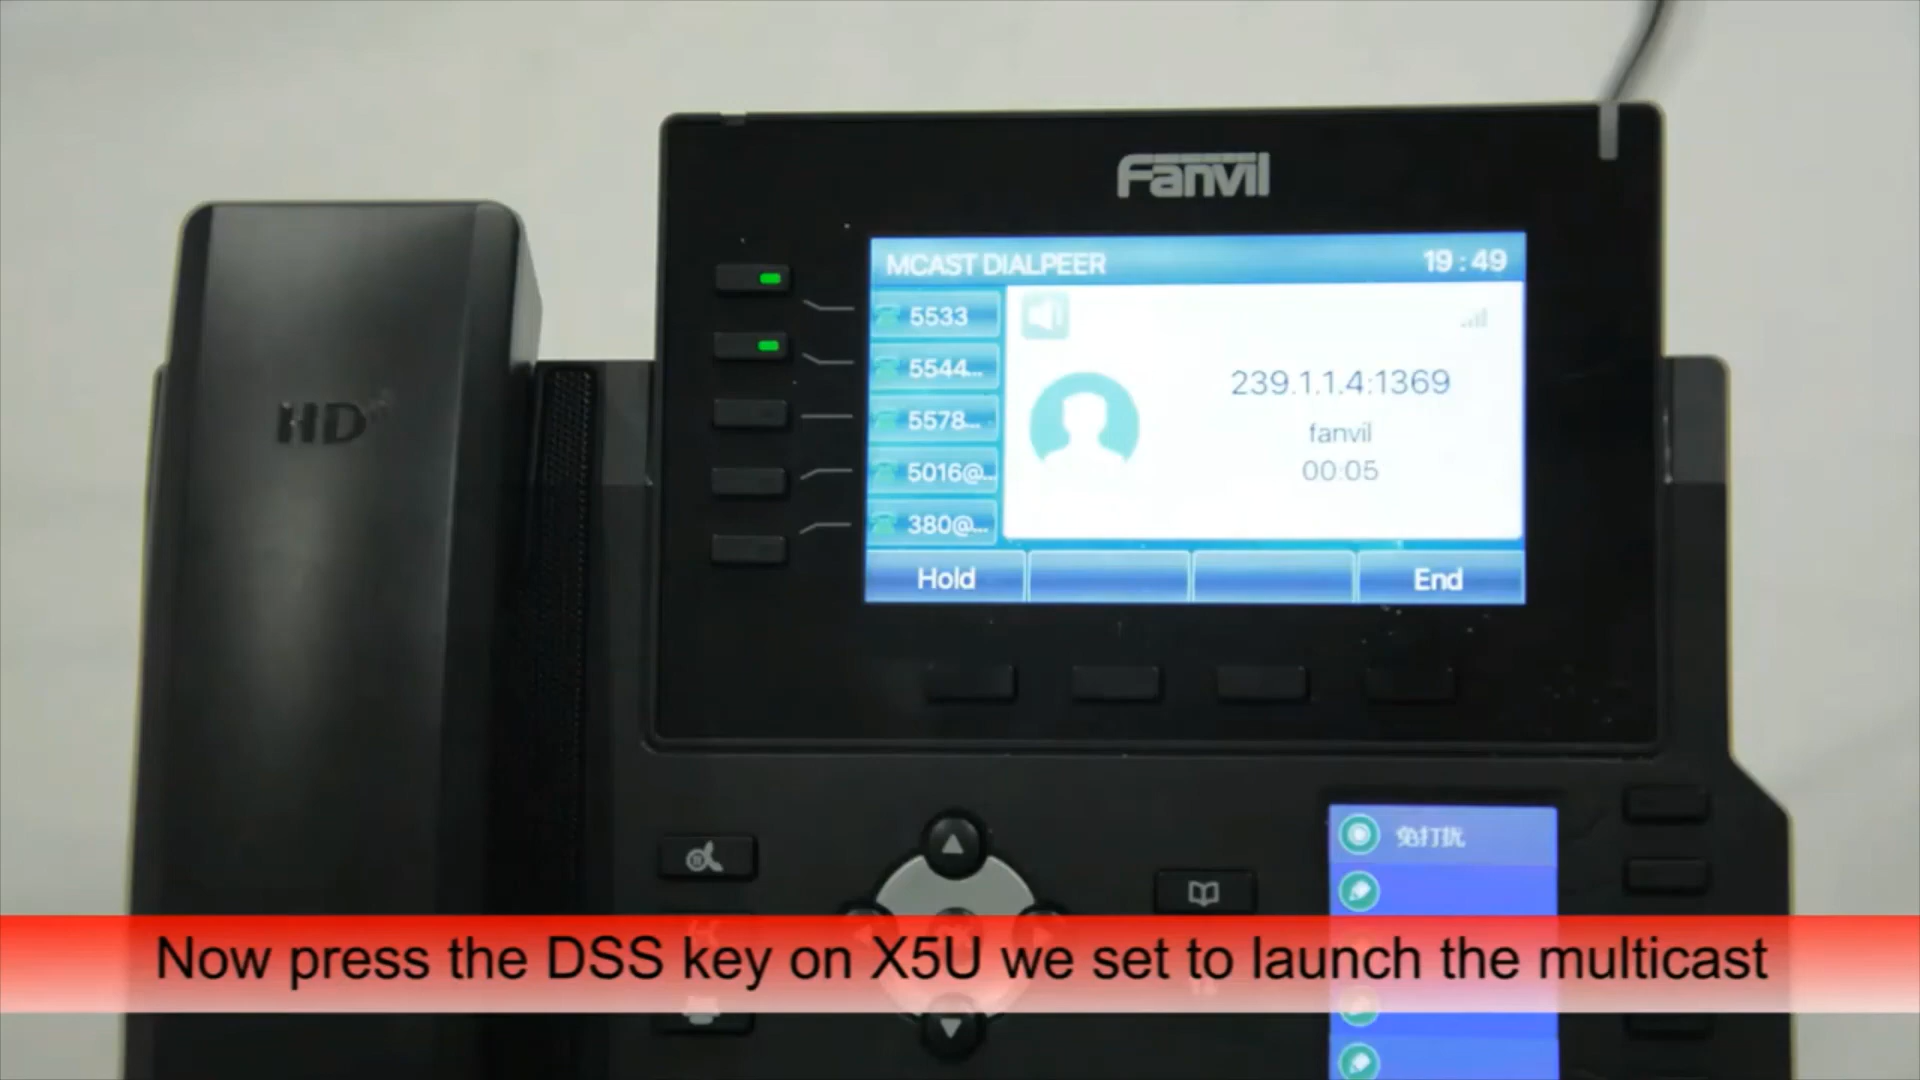 Fanvil
MCAST DIALPEER
19:49
5533
5544...
5578...
5016@...
380@...
239.1.1.4:1369
fanvil
00:05
Hold
End
HD
免打扰
Now press the DSS key on X5U we set to launch the multicast